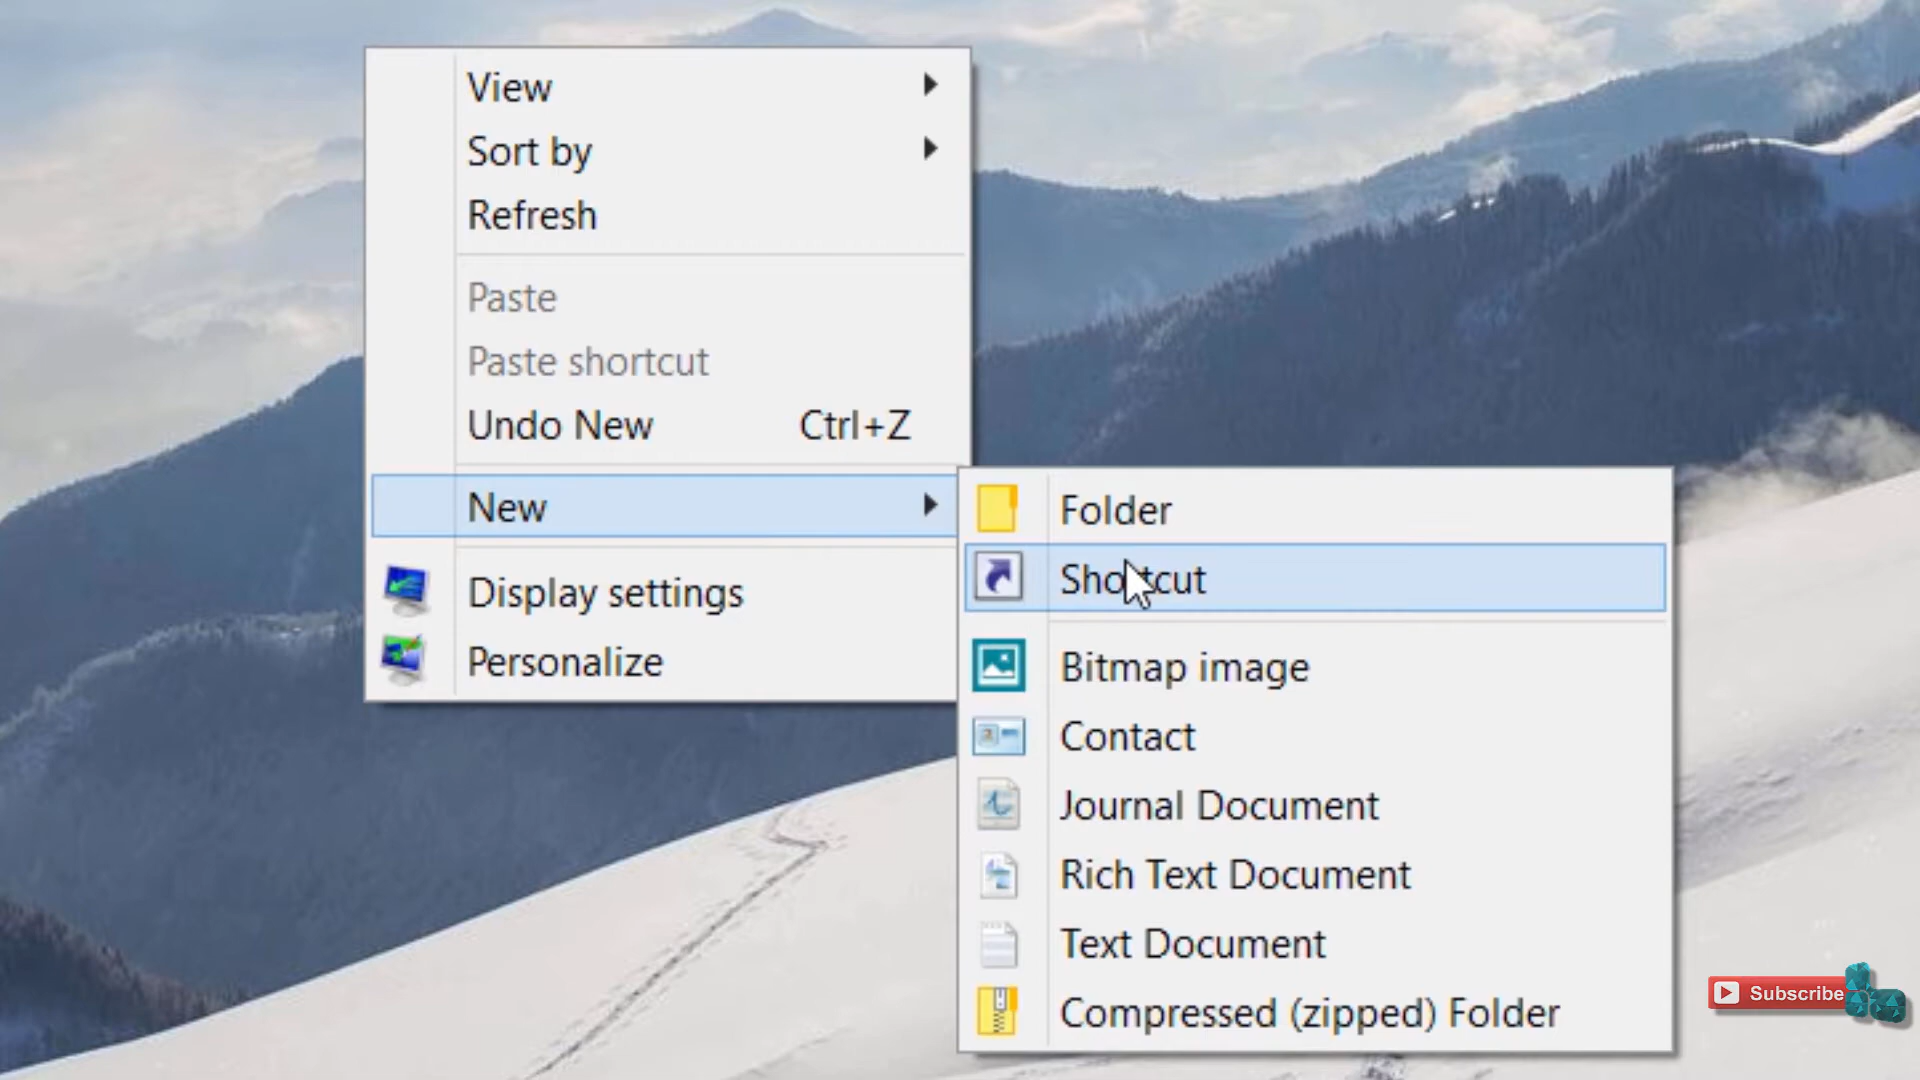 View
Sort by
Refresh
Paste
Paste shortcut
Undo New Ctrl+Z
New
Display settings
Personalize
Folder
Shortcut
Bitmap image
Contact
Journal Document
Rich Text Document
Text Document
Compressed (zipped) Folder
Subscribe